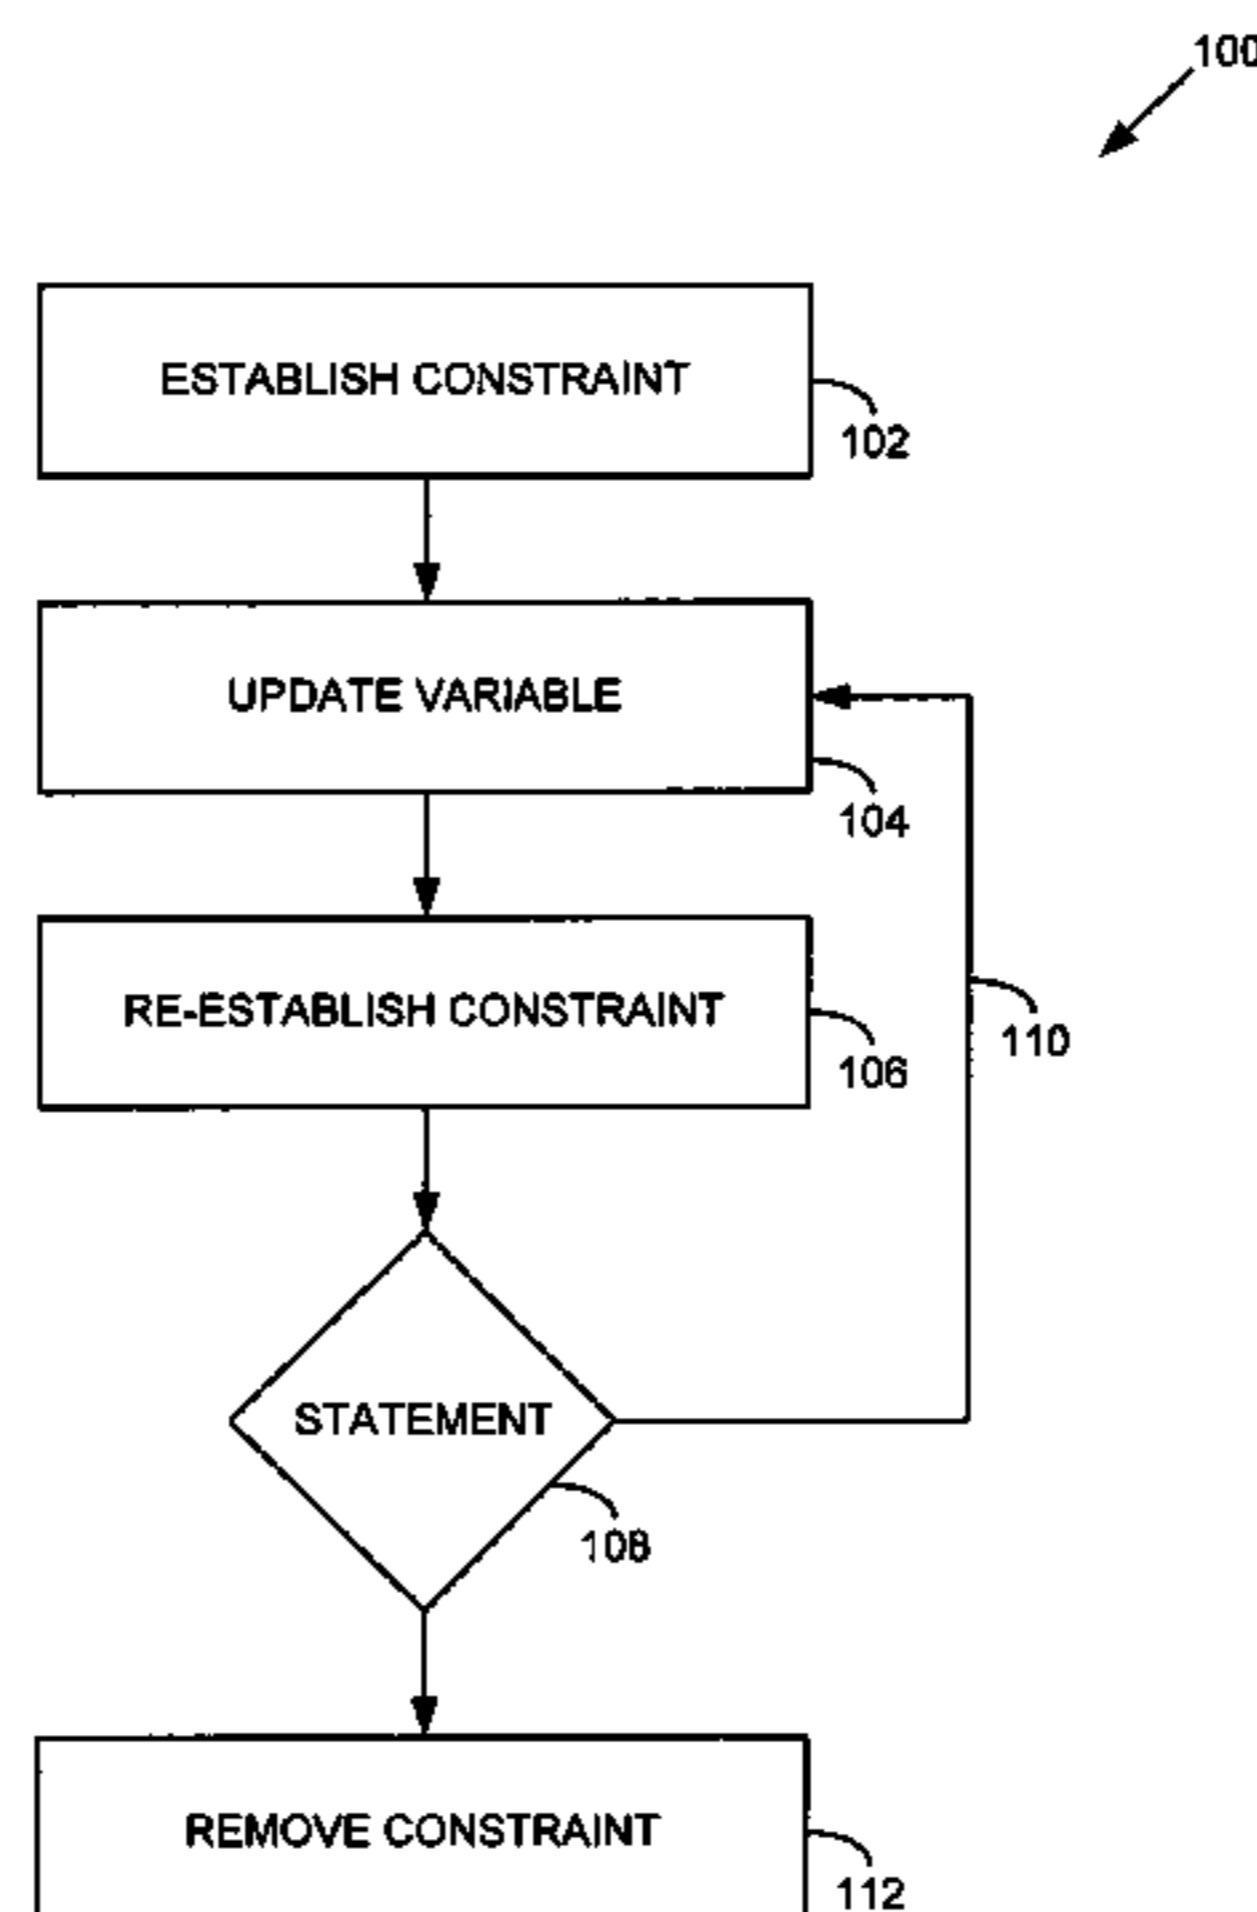 100
ESTABLISH CONSTRAINT
102
UPDATE VARIABLE
104
RE-ESTABLISH CONSTRAINT
106
110
STATEMENT
108
REMOVE CONSTRAINT
112